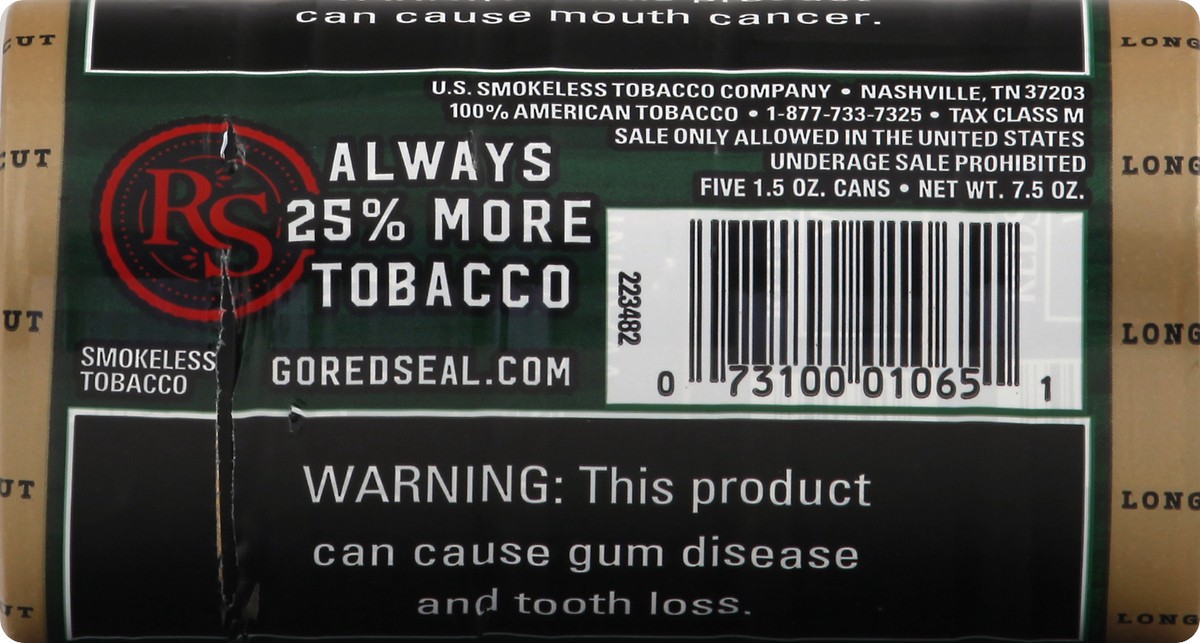 can cause mouth cancer.
U.S. SMOKELESS TOBACCO COMPANY • NASHVILLE, TN 37203
100% AMERICAN TOBACCO • 1-877-733-7325 • TAX CLASS M
SALE ONLY ALLOWED IN THE UNITED STATES
UNDERAGE SALE PROHIBITED
FIVE 1.5 OZ. CANS • NET WT. 7.5 OZ.
RS
ALWAYS
25% MORE
TOBACCO
SMOKELESS
TOBACCO
GOREDSEAL.COM
223482
0 73100 01065 1
WARNING: This product
can cause gum disease
and tooth loss.
CUT
CUT
CUT
CUT
CUT
LONG
LONG
LONG
LONG
LONG